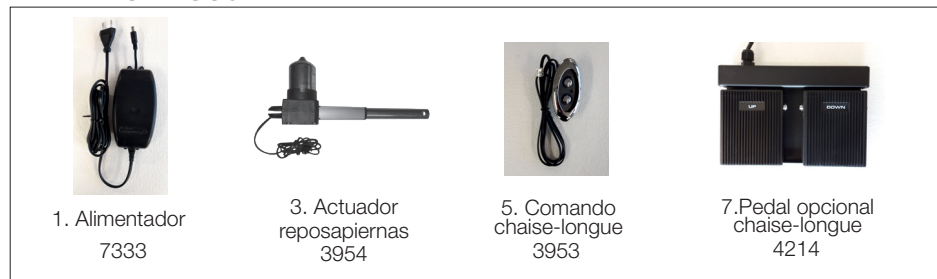 UP
DOWN
1. Alimentador
7333
3. Actuador
reposapiernas
3954
5. Comando
chaise-longue
3953
7.Pedal opcional
chaise-longue
4214